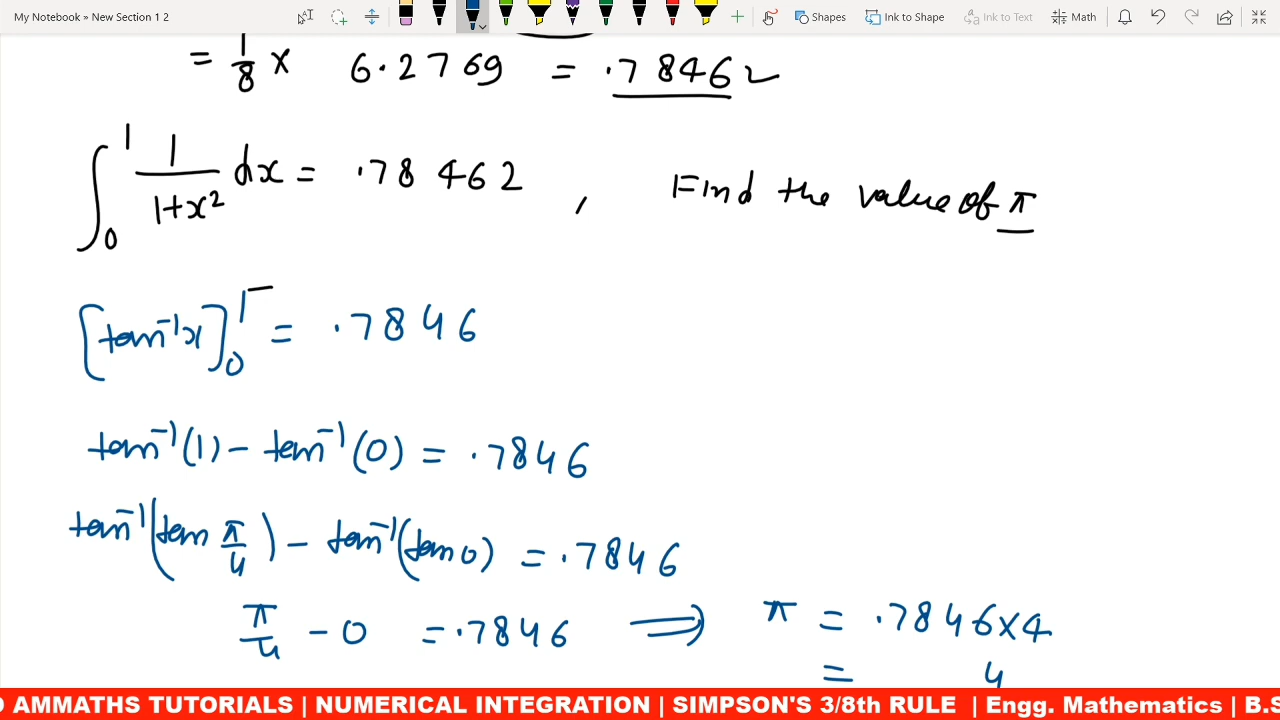 My Notebook » New Section 1 2
Shapes Ink to Shape Ink to Text Math
= 1/8 × 6.2769 = .78462
∫₀¹ 1/(1+x²) dx = .78462 , Find the value of π
[tan⁻¹x]₀¹ = .7846
tan⁻¹(1) – tan⁻¹(0) = .7846
tan⁻¹(tan π/4) – tan⁻¹(tan 0) = .7846
π/4 – 0 = .7846 ⟹ π = .7846×4
= 4
D AMMATHS TUTORIALS | NUMERICAL INTEGRATION | SIMPSON'S 3/8th RULE | Engg. Mathematics | B.S